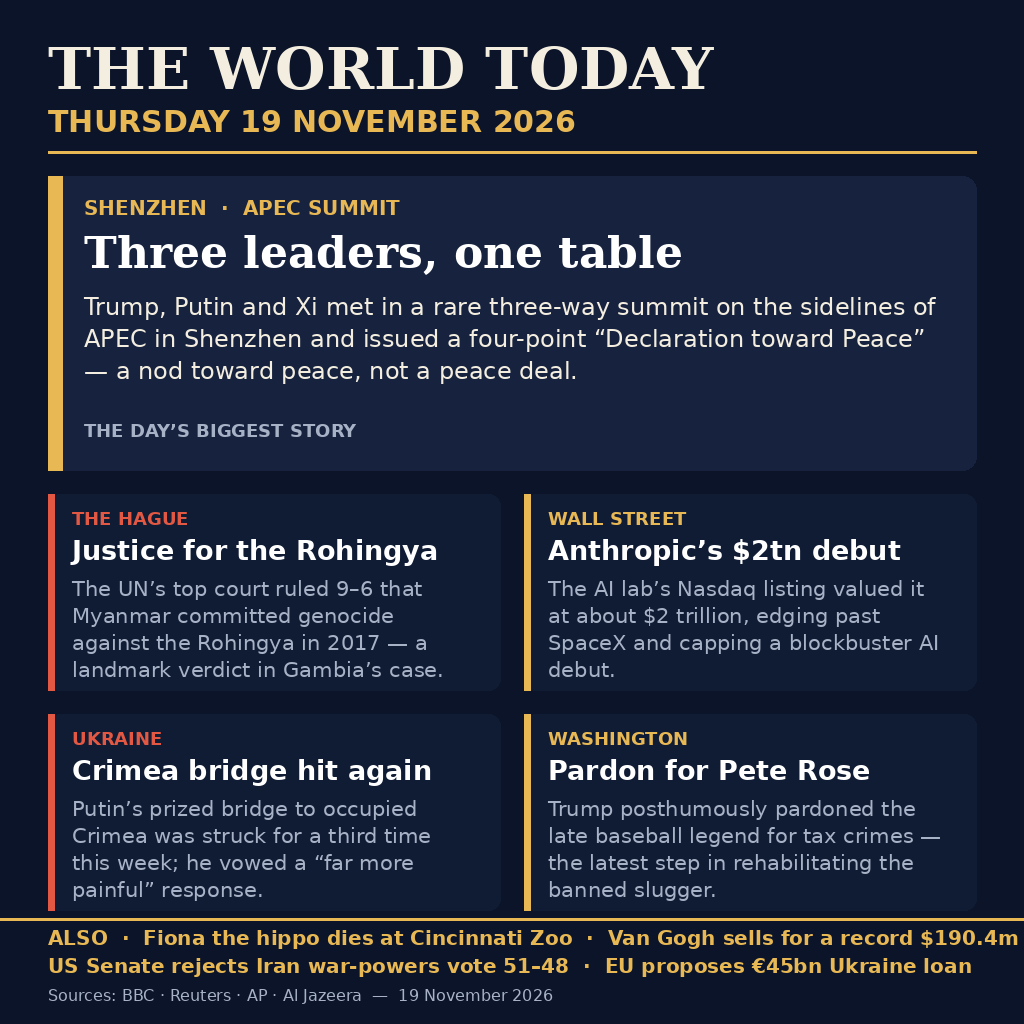 THE WORLD TODAY
THURSDAY 19 NOVEMBER 2026
SHENZHEN · APEC SUMMIT
Three leaders, one table
Trump, Putin and Xi met in a rare three-way summit on the sidelines of
APEC in Shenzhen and issued a four-point “Declaration toward Peace”
— a nod toward peace, not a peace deal.
THE DAY’S BIGGEST STORY
THE HAGUE
Justice for the Rohingya
The UN’s top court ruled 9–6 that
Myanmar committed genocide
against the Rohingya in 2017 — a
landmark verdict in Gambia’s case.
WALL STREET
Anthropic’s $2tn debut
The AI lab’s Nasdaq listing valued it
at about $2 trillion, edging past
SpaceX and capping a blockbuster AI
debut.
UKRAINE
Crimea bridge hit again
Putin’s prized bridge to occupied
Crimea was struck for a third time
this week; he vowed a “far more
painful” response.
WASHINGTON
Pardon for Pete Rose
Trump posthumously pardoned the
late baseball legend for tax crimes —
the latest step in rehabilitating the
banned slugger.
ALSO · Fiona the hippo dies at Cincinnati Zoo · Van Gogh sells for a record $190.4m
US Senate rejects Iran war-powers vote 51–48 · EU proposes €45bn Ukraine loan
Sources: BBC · Reuters · AP · Al Jazeera — 19 November 2026